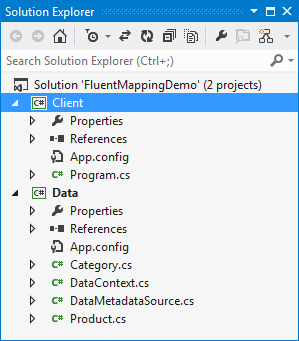 Solution Explorer
Search Solution Explorer (Ctrl+;)
Solution 'FluentMappingDemo' (2 projects)
C# Client
Properties
References
App.config
C# Program.cs
C# Data
Properties
References
App.config
C# Category.cs
C# DataContext.cs
C# DataMetadataSource.cs
C# Product.cs